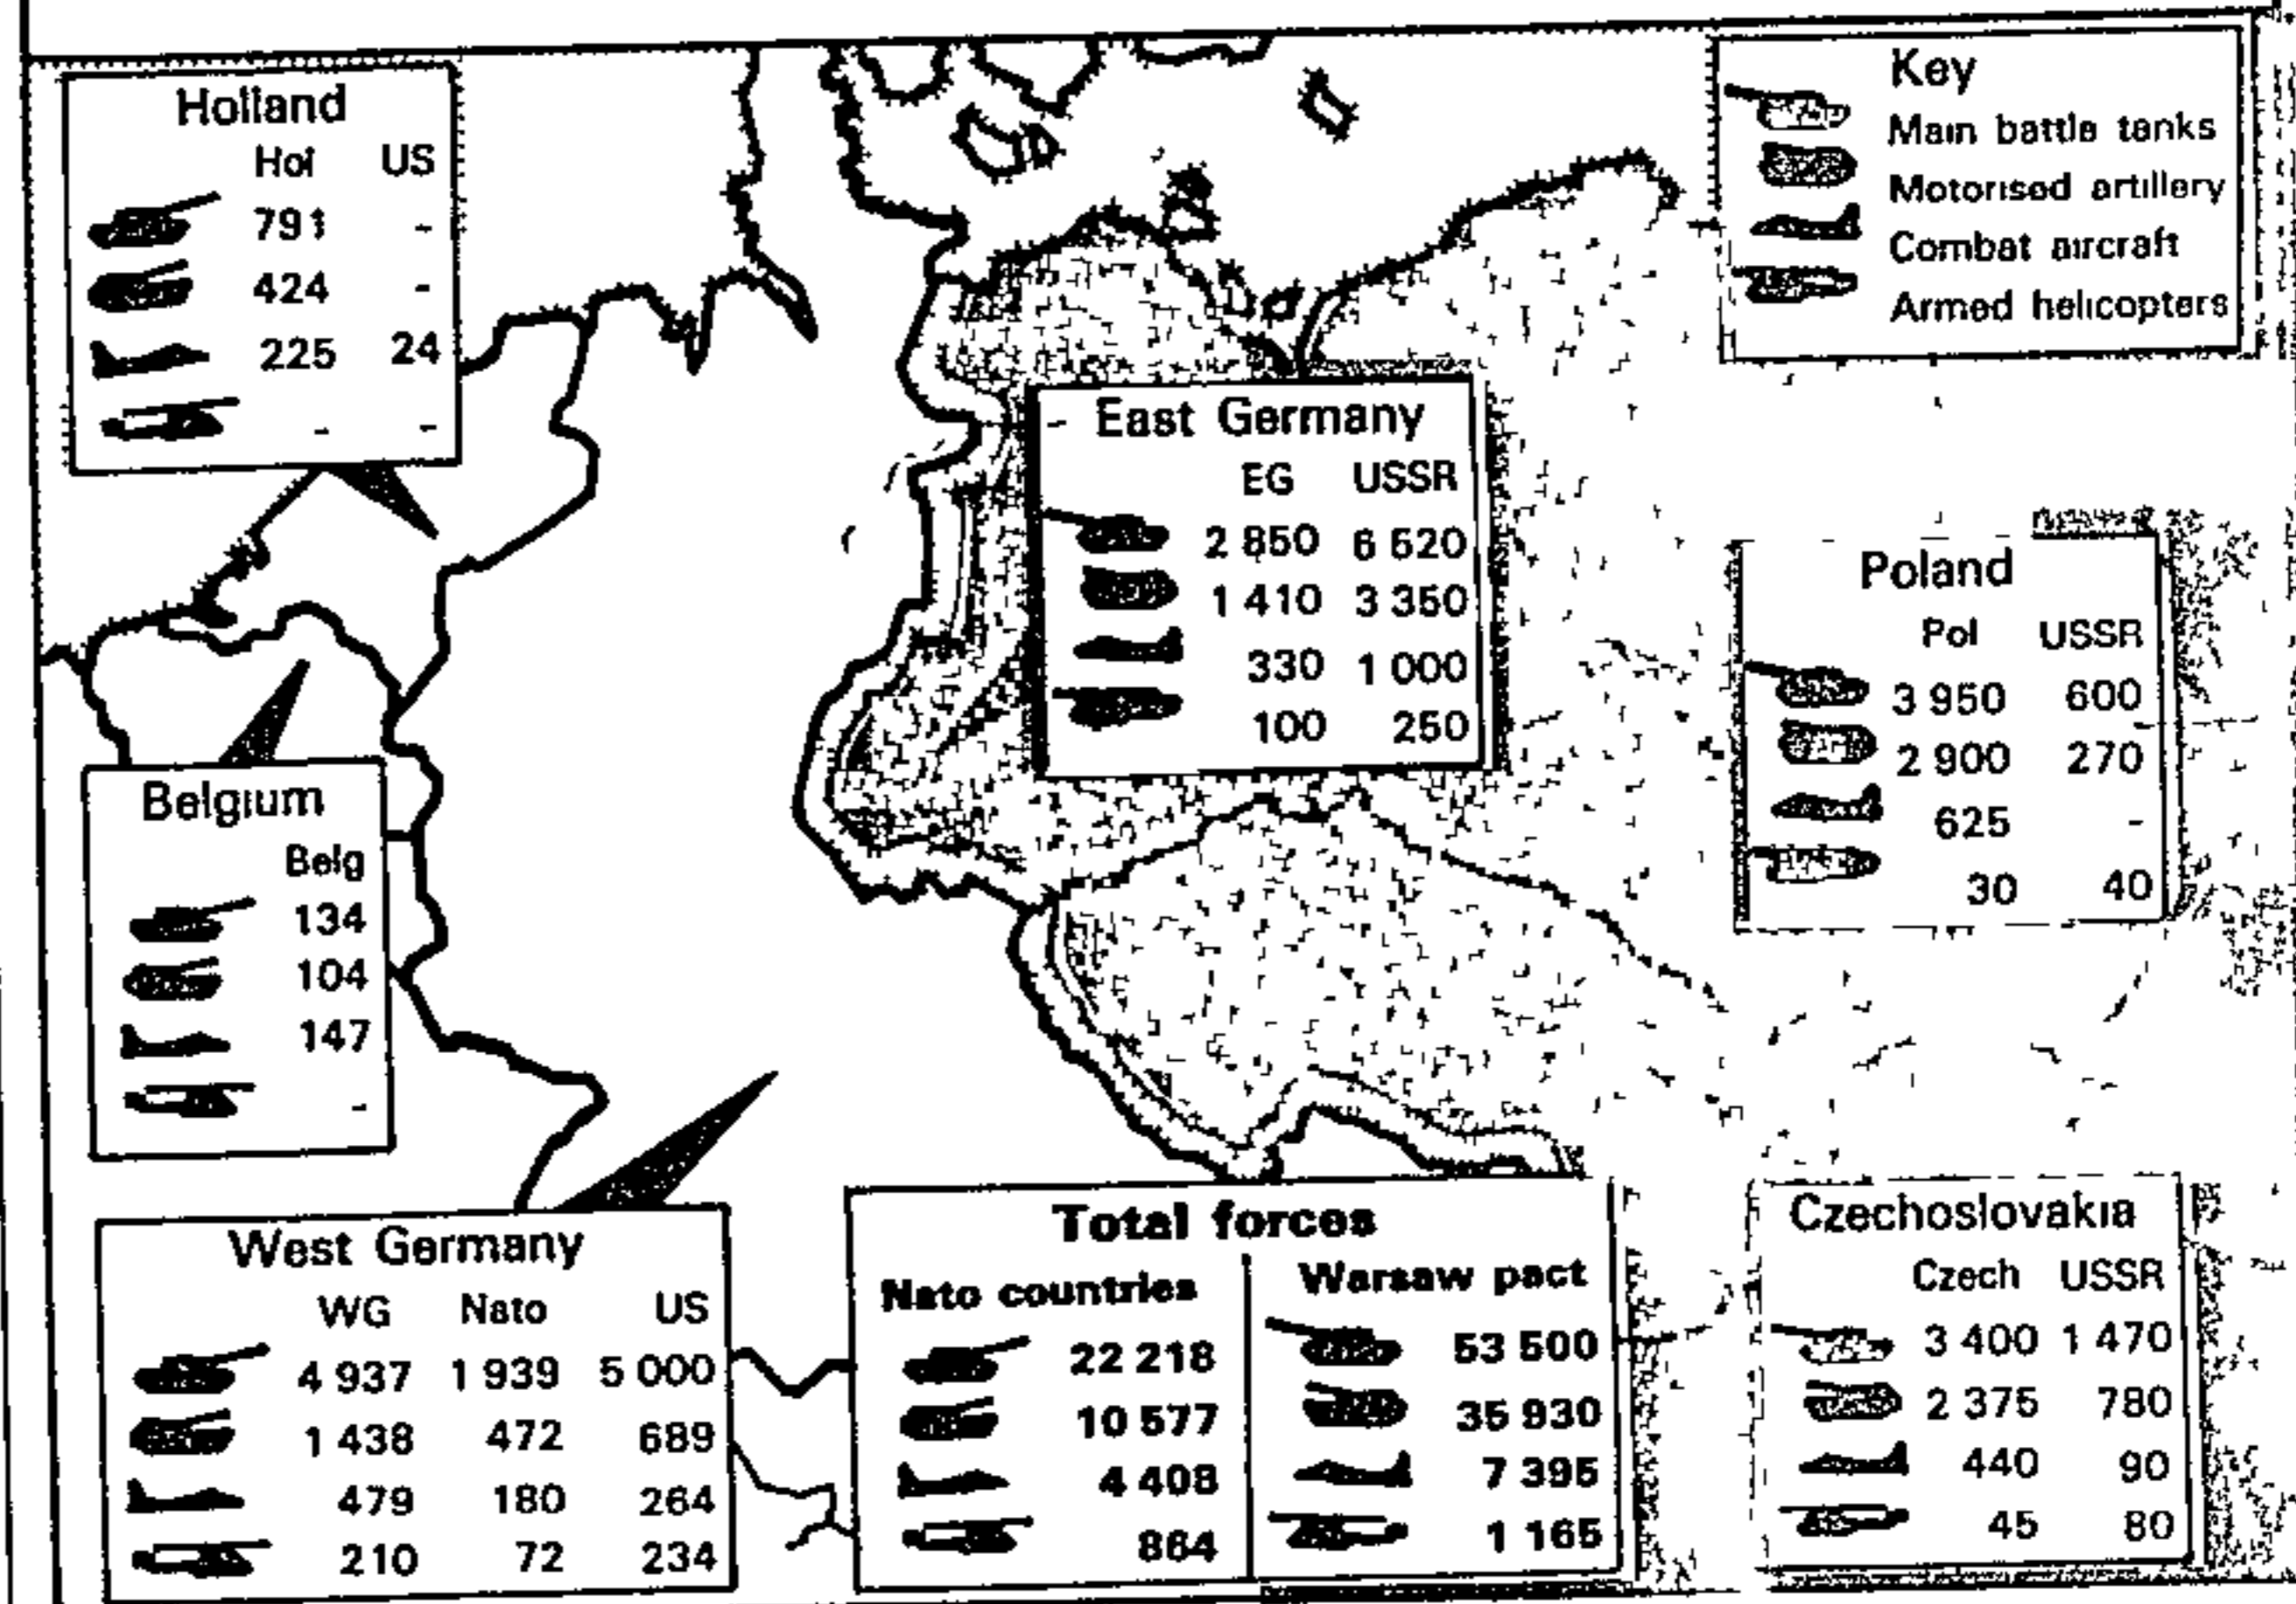 Holland
Hol US
791 -
424 -
225 24
- -
Key
Main battle tanks
Motorised artillery
Combat aircraft
Armed helicopters
East Germany
EG USSR
2 850 6 520
1 410 3 350
330 1 000
100 250
Poland
Pol USSR
3 950 600
2 900 270
625 -
30 40
Belgium
Belg
134
104
147
-
West Germany
WG Nato US
4 937 1 939 5 000
1 438 472 689
479 180 264
210 72 234
Total forces
Nato countries
22 218
10 577
4 408
864
Warsaw pact
53 500
35 930
7 395
1 165
Czechoslovakia
Czech USSR
3 400 1 470
2 375 780
440 90
45 80